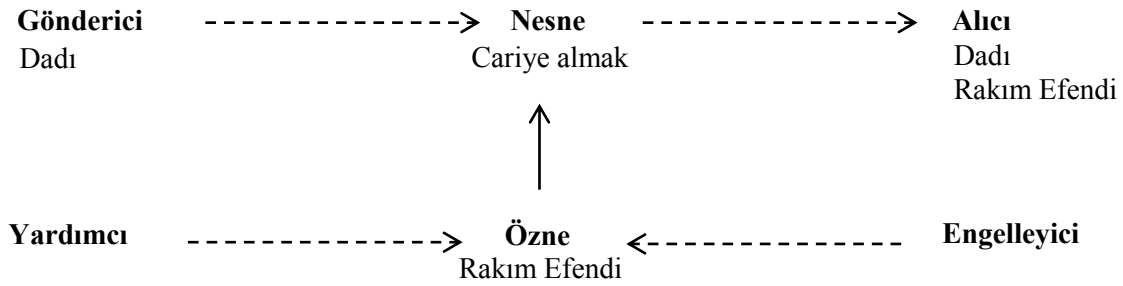 Gönderici Nesne Alıcı
Dadı Cariye almak Dadı
Rakım Efendi
Yardımcı Özne Engelleyici
Rakım Efendi